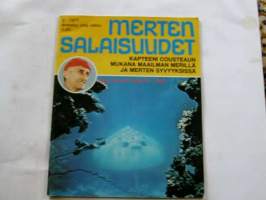 MERTEN
SALAISUUDET
KAPTEENI COUSTEAUN
MUKANA MAAILMAN MERILLÄ
JA MERTEN SYVYYKSISSÄ